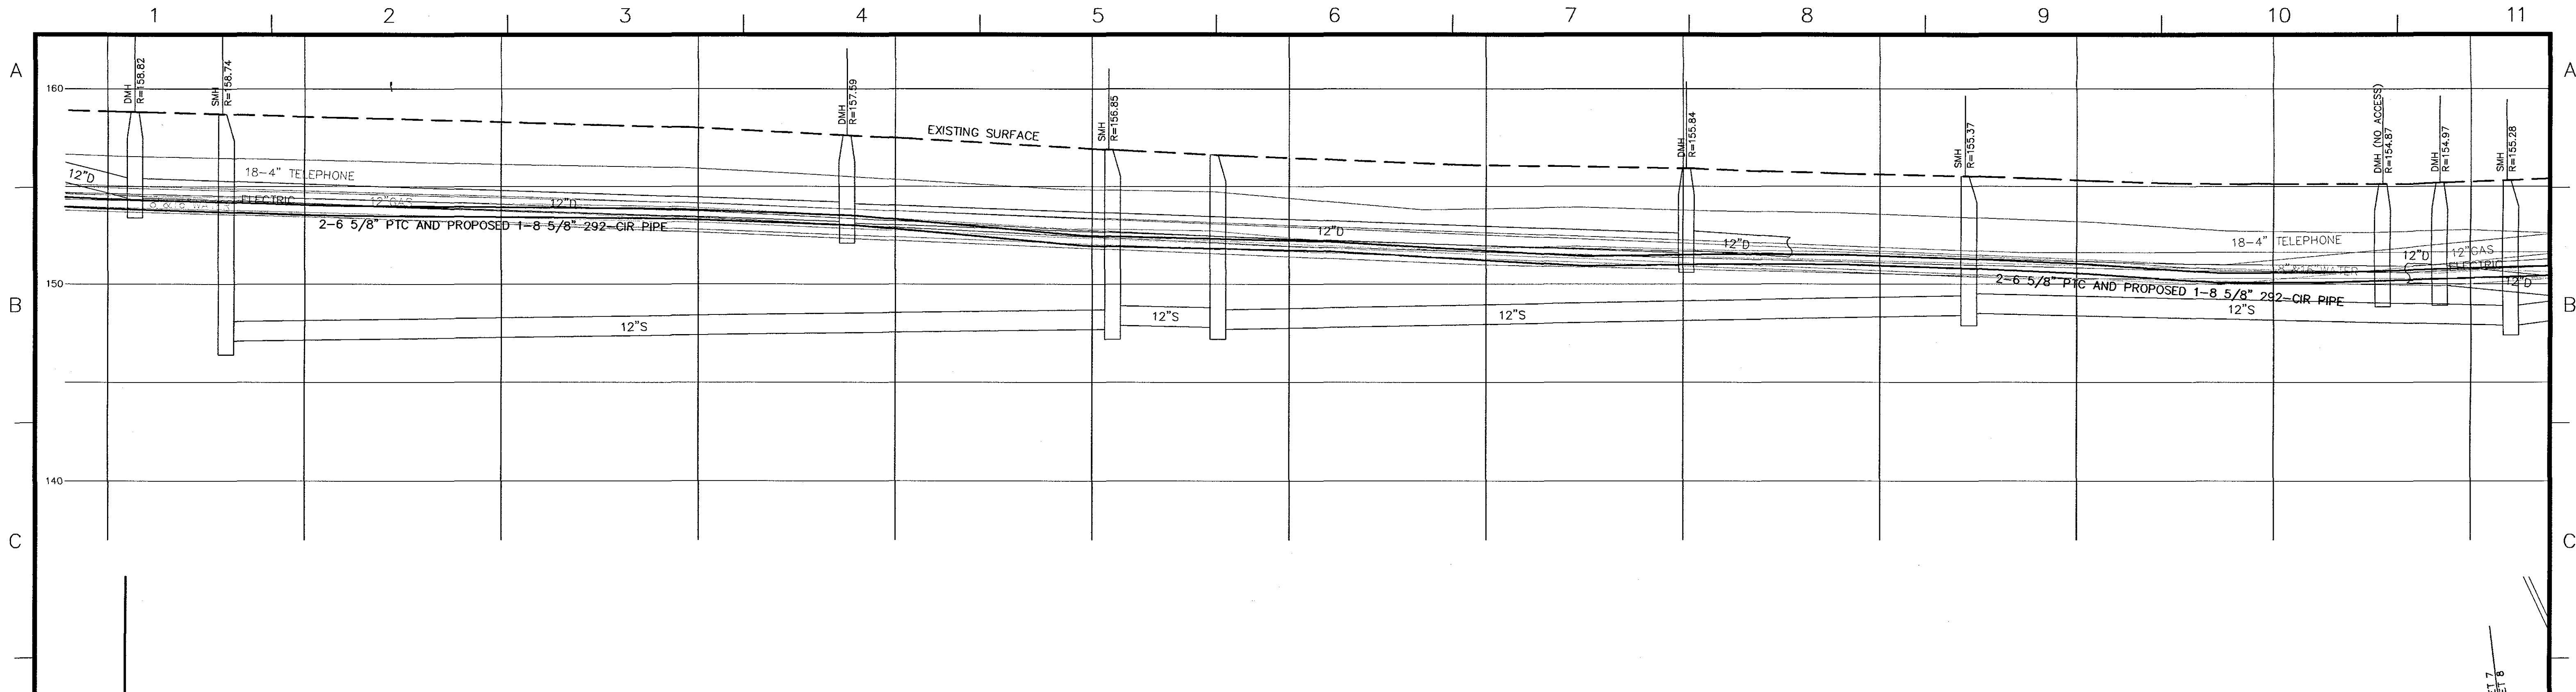 1 2 3 4 5 6 7 8 9 10 11
A A
DMH
R=158.82
SMH
R=158.74
DMH
R=157.59
SMH
R=156.85
DMH
R=155.84
SMH
R=155.37
DMH (NO ACCESS)
R=154.87
DMH
R=154.97
SMH
R=155.28
160
EXISTING SURFACE
12"D
18-4" TELEPHONE
WATER
ELECTRIC
12"GAS
12"D
2-6 5/8" PTC AND PROPOSED 1-8 5/8" 292-CIR PIPE
12"D
12"D
18-4" TELEPHONE
WATER
12"D
12"GAS
ELECTRIC
12"D
2-6 5/8" PTC AND PROPOSED 1-8 5/8" 292-CIR PIPE
150
B B
12"S
12"S
12"S
12"S
140
C C